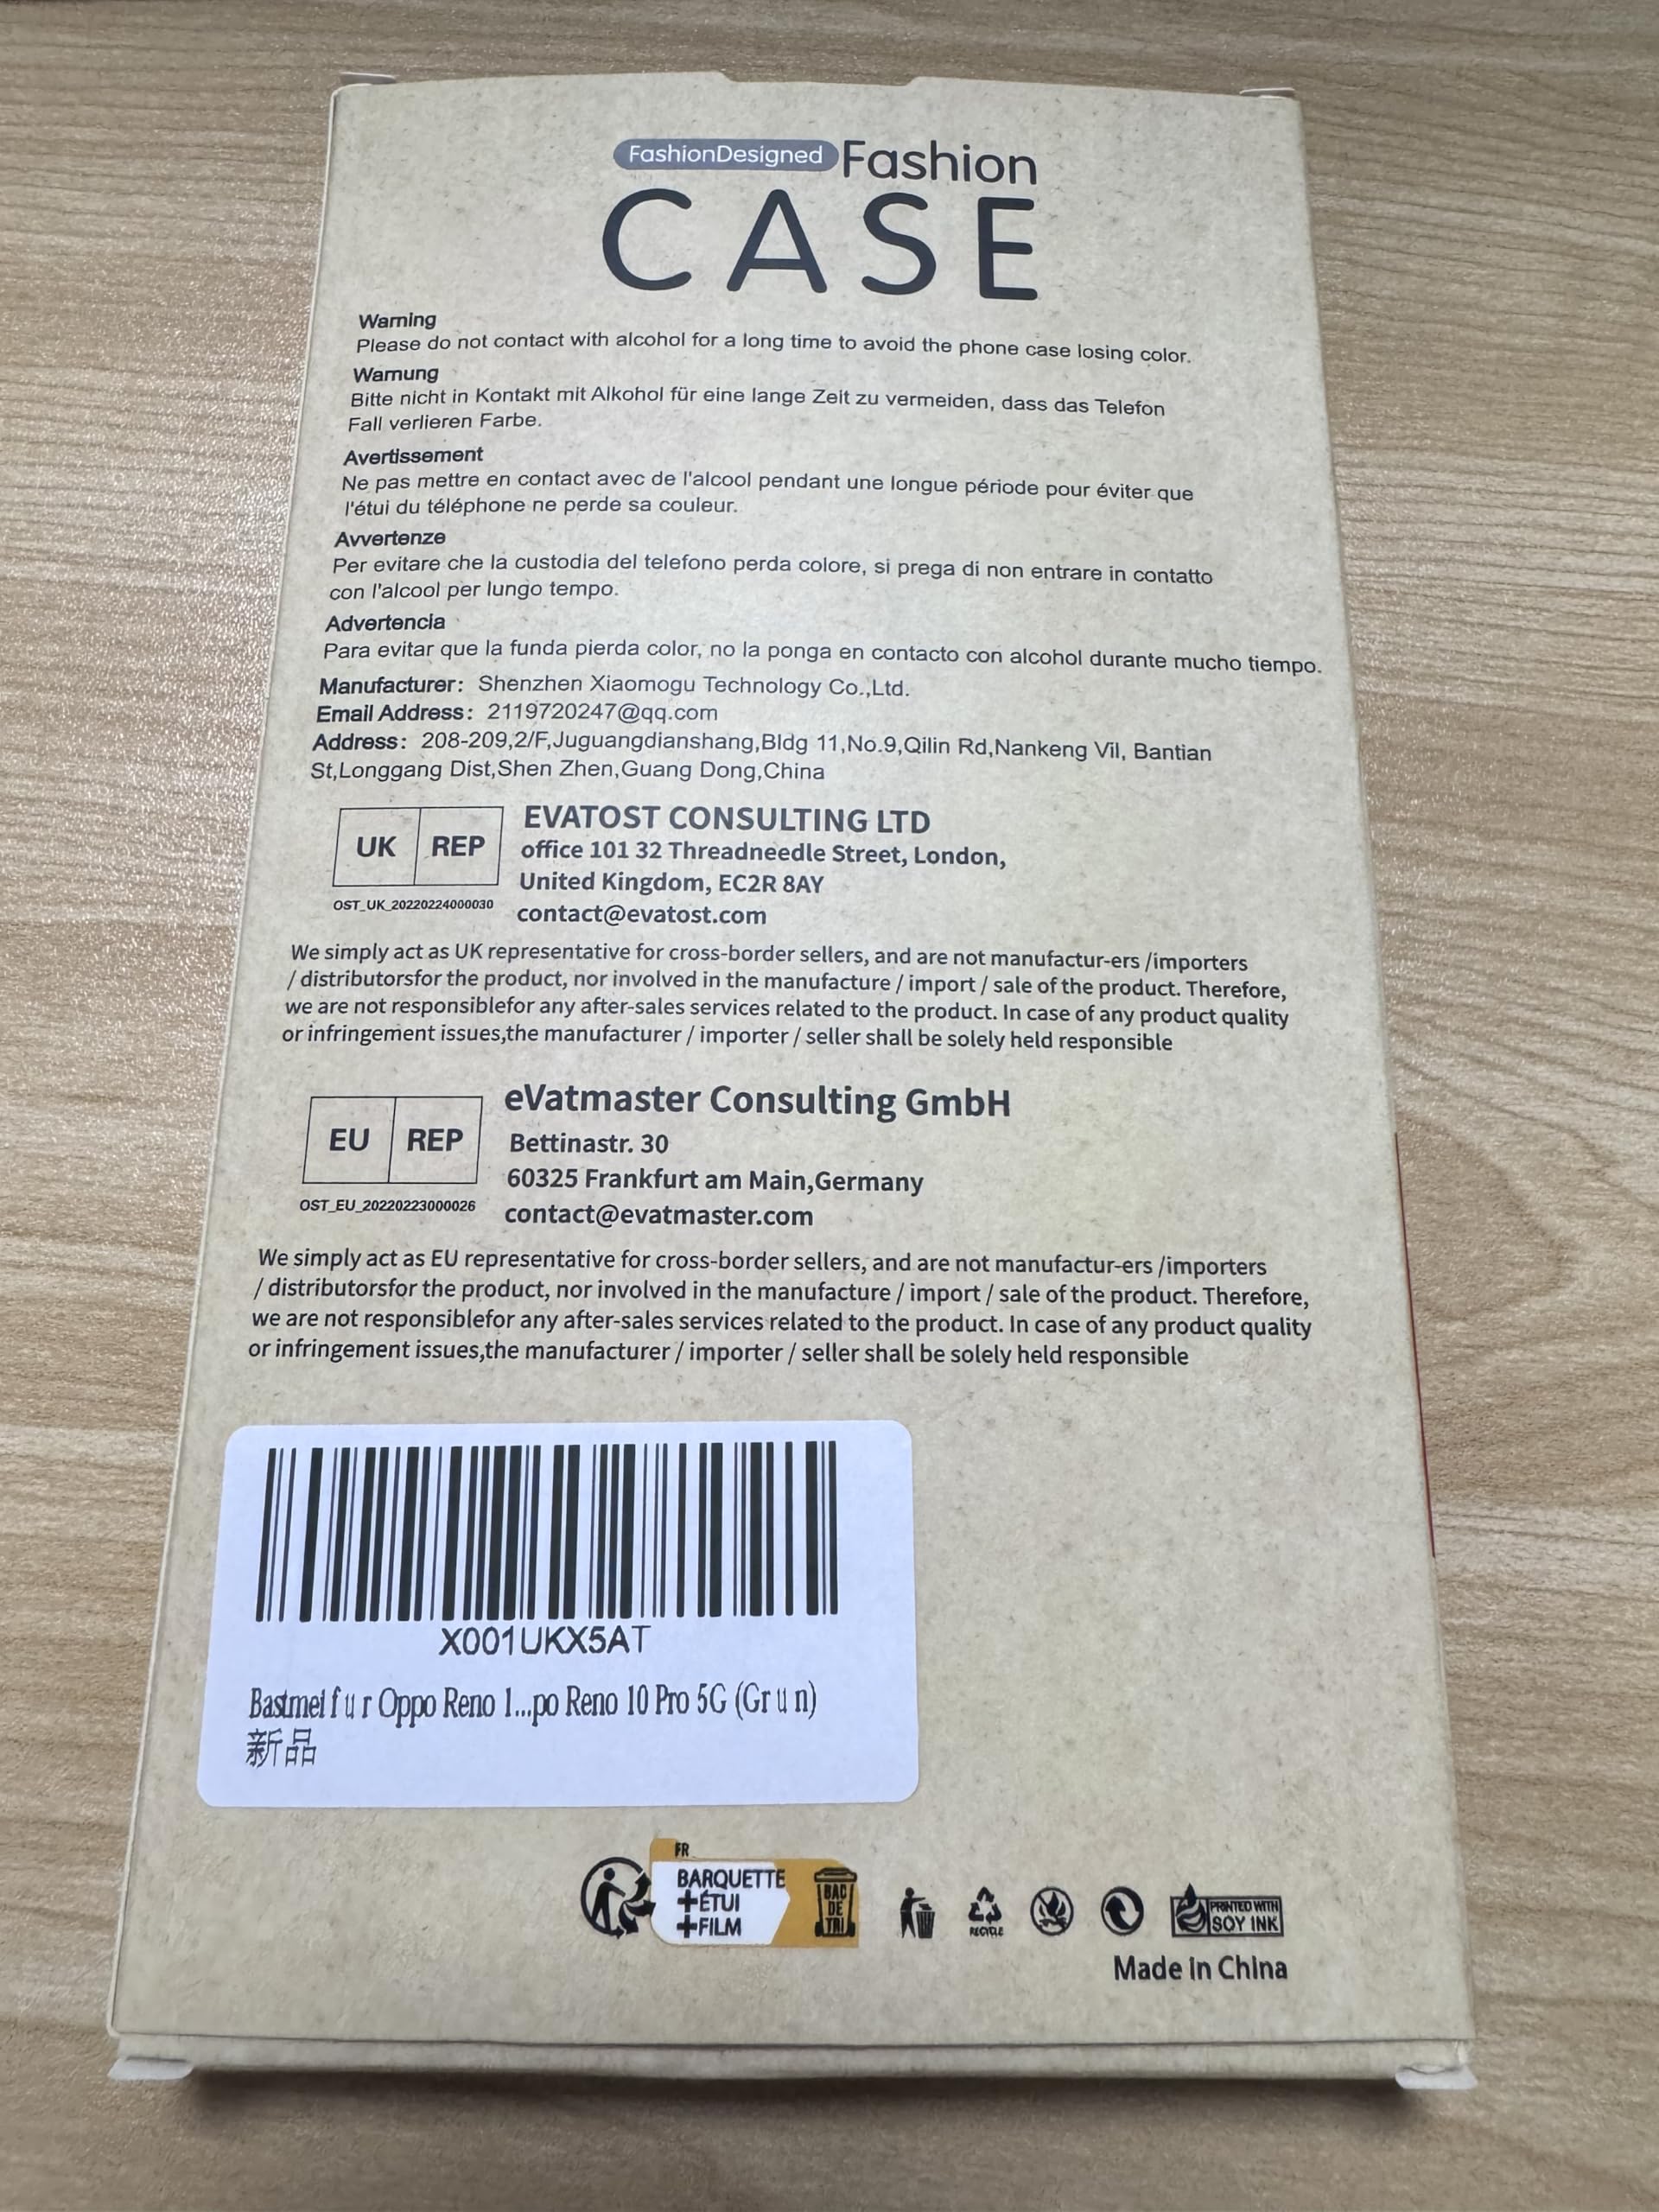 FashionDesigned Fashion
CASE
Warning
Please do not contact with alcohol for a long time to avoid the phone case losing color.
Warnung
Bitte nicht in Kontakt mit Alkohol für eine lange Zeit zu vermeiden, dass das Telefon
Fall verlieren Farbe.
Avertissement
Ne pas mettre en contact avec de l'alcool pendant une longue période pour éviter que
l'étui du téléphone ne perde sa couleur.
Avvertenze
Per evitare che la custodia del telefono perda colore, si prega di non entrare in contatto
con l'alcool per lungo tempo.
Advertencia
Para evitar que la funda pierda color, no la ponga en contacto con alcohol durante mucho tiempo.
Manufacturer: Shenzhen Xiaomogu Technology Co.,Ltd.
Email Address: 2119720247@qq.com
Address: 208-209,2/F,Juguangdianshang,Bldg 11,No.9,Qilin Rd,Nankeng Vil, Bantian
St,Longgang Dist,Shen Zhen,Guang Dong,China
UK REP
OST_UK_20220224000030
EVATOST CONSULTING LTD
office 101 32 Threadneedle Street, London,
United Kingdom, EC2R 8AY
contact@evatost.com
We simply act as UK representative for cross-border sellers, and are not manufactur-ers /importers
/ distributorsfor the product, nor involved in the manufacture / import / sale of the product. Therefore,
we are not responsiblefor any after-sales services related to the product. In case of any product quality
or infringement issues,the manufacturer / importer / seller shall be solely held responsible
EU REP
OST_EU_20220223000026
eVatmaster Consulting GmbH
Bettinastr. 30
60325 Frankfurt am Main,Germany
contact@evatmaster.com
We simply act as EU representative for cross-border sellers, and are not manufactur-ers /importers
/ distributorsfor the product, nor involved in the manufacture / import / sale of the product. Therefore,
we are not responsiblefor any after-sales services related to the product. In case of any product quality
or infringement issues,the manufacturer / importer / seller shall be solely held responsible
X001UKX5AT
Bastmei f u r Oppo Reno 1...po Reno 10 Pro 5G (Gr u n)
新品
FR
BARQUETTE
+ÉTUI
+FILM
BAC
DE
TRI
RECYCLE
PRINTED WITH
SOY INK
Made in China